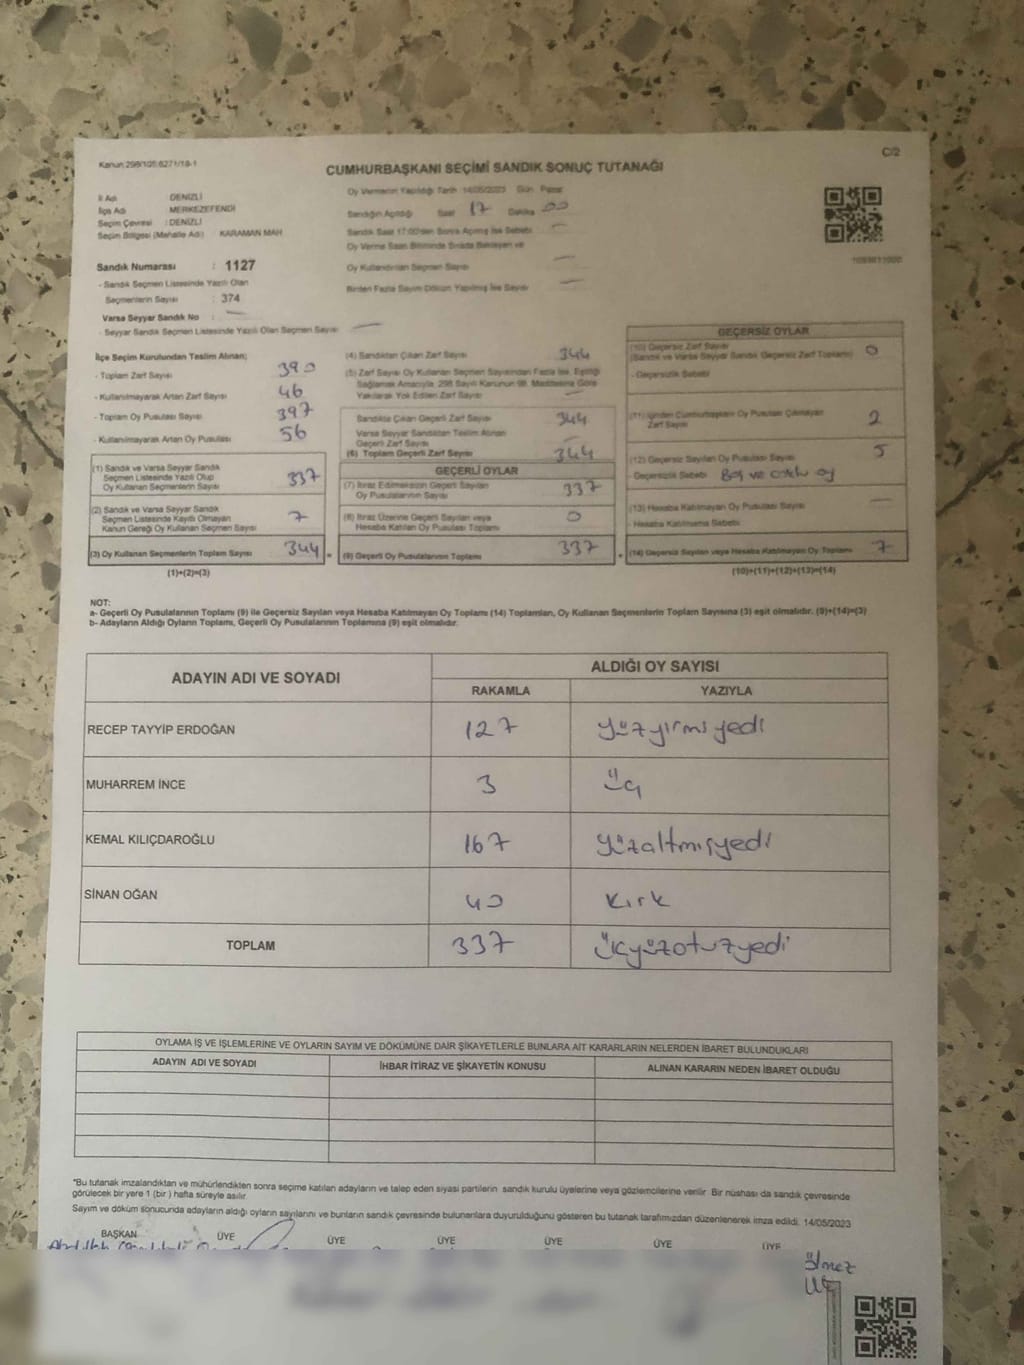 Kanun 298/105;6271/18-1
C/2
CUMHURBAŞKANI SEÇİMİ SANDIK SONUÇ TUTANAĞI
İl Adı DENİZLİ
İlçe Adı MERKEZEFENDİ
Seçim Çevresi : DENİZLİ
Seçim Bölgesi (Mahalle Adı) KARAMAN MAH
Sandık Numarası : 1127
- Sandık Seçmen Listesinde Yazılı Olan
Seçmenlerin Sayısı : 374
Varsa Seyyar Sandık No :
- Seyyar Sandık Seçmen Listesinde Yazılı Olan Seçmen Sayısı
Oy Vermenin Yapıldığı Tarih 14/05/2023 Gün Pazar
Sandığın Açıldığı Saat 17 Dakika 00
Sandık Saat 17:00'den Sonra Açılmış İse Sebebi
Oy Verme Saati Bitiminde Sırada Bekleyen ve
Oy Kullandırılan Seçmen Sayısı
Birden Fazla Sayım Döküm Yapılmış İse Sayısı
İlçe Seçim Kurulundan Teslim Alınan;
- Toplam Zarf Sayısı 390
- Kullanılmayarak Artan Zarf Sayısı 46
- Toplam Oy Pusulası Sayısı 397
- Kullanılmayarak Artan Oy Pusulası 56
(1) Sandık ve Varsa Seyyar Sandık
Seçmen Listesinde Yazılı Olup
Oy Kullanan Seçmenlerin Sayısı 337
(2) Sandık ve Varsa Seyyar Sandık
Seçmen Listesinde Kayıtlı Olmayan
Kanun Gereği Oy Kullanan Seçmen Sayısı 7
(3) Oy Kullanan Seçmenlerin Toplam Sayısı 344
(1)+(2)=(3)
(4) Sandıktan Çıkan Zarf Sayısı 344
(5) Zarf Sayısı Oy Kullanan Seçmen Sayısından Fazla İse, Eşitliği
Sağlamak Amacıyla 298 Sayılı Kanunun 98. Maddesine Göre
Yakılarak Yok Edilen Zarf Sayısı
Sandıkta Çıkan Geçerli Zarf Sayısı 344
Varsa Seyyar Sandıktan Teslim Alınan
Geçerli Zarf Sayısı
(6) Toplam Geçerli Zarf Sayısı 344
GEÇERLİ OYLAR
(7) İtiraz Edilmeksizin Geçerli Sayılan
Oy Pusulasının Sayısı 337
(8) İtiraz Üzerine Geçerli Sayılan veya
Hesaba Katılan Oy Pusulası Toplamı 0
(9) Geçerli Oy Pusulalarının Toplamı 337
GEÇERSİZ OYLAR
(10) Geçersiz Zarf Sayısı
(Sandık ve Varsa Seyyar Sandık Geçersiz Zarf Toplamı) 0
- Geçersizlik Sebebi
(11) İçinden Cumhurbaşkanı Oy Pusulası Çıkmayan
Zarf Sayısı 2
(12) Geçersiz Sayılan Oy Pusulası Sayısı 5
- Geçersizlik Sebebi Boş ve oy
(13) Hesaba Katılmayan Oy Pusulası Sayısı
- Hesaba Katılmama Sebebi
(14) Geçersiz Sayılan veya Hesaba Katılmayan Oy Toplamı 7
(10)+(11)+(12)+(13)=(14)
NOT:
a- Geçerli Oy Pusulalarının Toplamı (9) ile Geçersiz Sayılan veya Hesaba Katılmayan Oy Toplamı (14) Toplamları, Oy Kullanan Seçmenlerin Toplam Sayısına (3) eşit olmalıdır. (9)+(14)=(3)
b- Adayların Aldığı Oyların Toplamı, Geçerli Oy Pusulalarının Toplamına (9) eşit olmalıdır.
ADAYIN ADI VE SOYADI
ALDIĞI OY SAYISI
RAKAMLA YAZIYLA
RECEP TAYYİP ERDOĞAN 127 yüzyirmiyedi
MUHARREM İNCE 3 üç
KEMAL KILIÇDAROĞLU 167 yüzaltmışyedi
SİNAN OĞAN 40 kırk
TOPLAM 337 üçyüzotuzyedi
OYLAMA İŞ VE İŞLEMLERİNE VE OYLARIN SAYIM VE DÖKÜMÜNE DAİR ŞİKAYETLERLE BUNLARA AİT KARARLARIN NELERDEN İBARET BULUNDUKLARI
ADAYIN ADI VE SOYADI İHBAR İTİRAZ VE ŞİKAYETİN KONUSU ALINAN KARARIN NEDEN İBARET OLDUĞU
"Bu tutanak imzalandıktan ve mühürlendikten sonra seçime katılan adayların ve talep eden siyasi partilerin sandık kurulu üyelerine veya gözlemcilerine verilir. Bir nüshası da sandık çevresinde
görülecek bir yere 1 (bir ) hafta süreyle asılır.
Sayım ve döküm sonucunda adayların aldığı oyların sayılarını ve bunların sandık çevresinde bulunanlara duyurulduğunu gösteren bu tutanak tarafımızdan düzenlenerek imza edildi. 14/05/2023
BAŞKAN ÜYE ÜYE ÜYE ÜYE ÜYE ÜYE